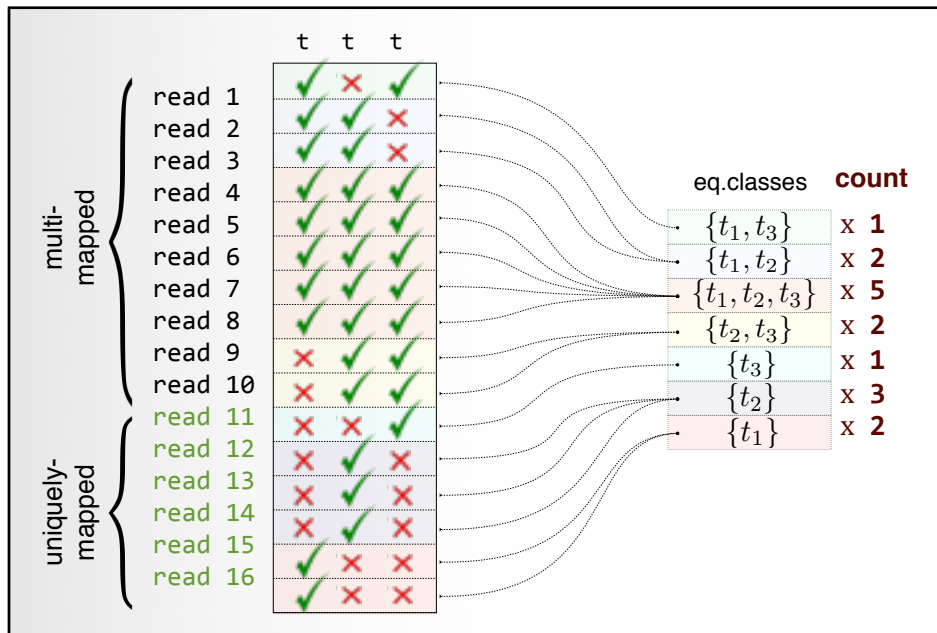 t t t
multi-
mapped
uniquely-
mapped
read 1
read 2
read 3
read 4
read 5
read 6
read 7
read 8
read 9
read 10
read 11
read 12
read 13
read 14
read 15
read 16
eq.classes count
{t₁, t₃} x 1
{t₁, t₂} x 2
{t₁, t₂, t₃} x 5
{t₂, t₃} x 2
{t₃} x 1
{t₂} x 3
{t₁} x 2